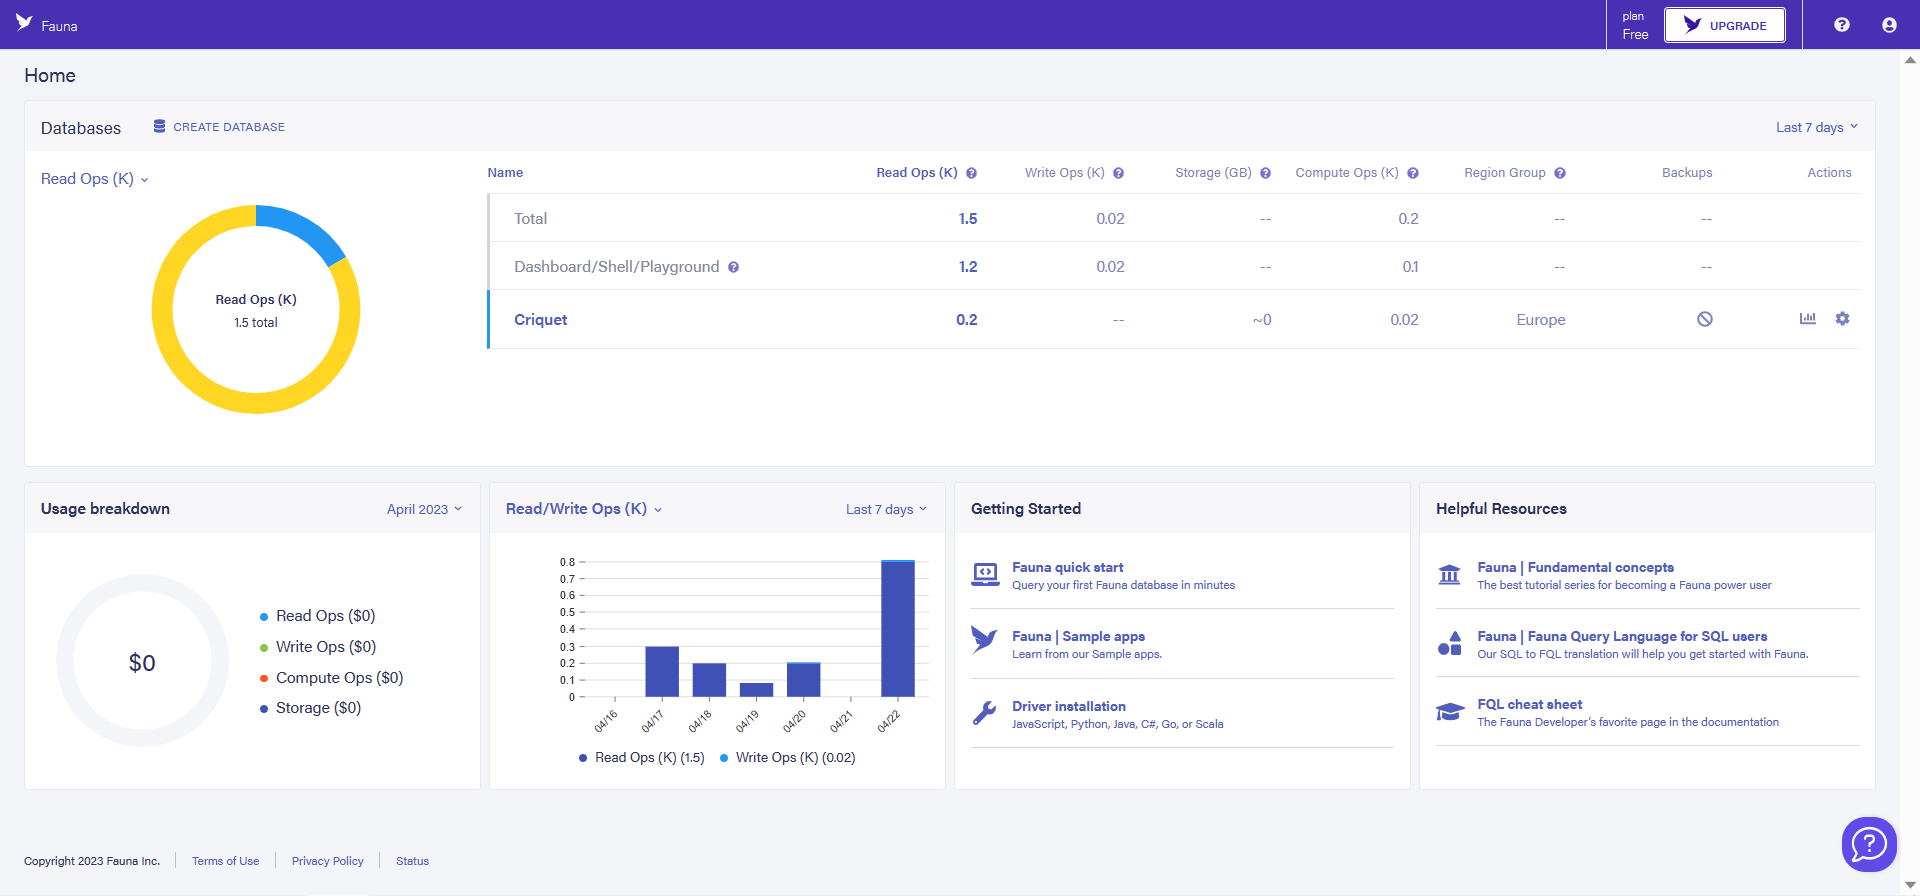 Fauna
plan
Free
UPGRADE
Home
Databases
CREATE DATABASE
Last 7 days
Read Ops (K)
Read Ops (K)
1.5 total
Name Read Ops (K) Write Ops (K) Storage (GB) Compute Ops (K) Region Group Backups Actions
Total 1.5 0.02 -- 0.2 -- --
Dashboard/Shell/Playground 1.2 0.02 -- 0.1 -- --
Criquet 0.2 -- ~0 0.02 Europe
Usage breakdown
April 2023
$0
Read Ops ($0)
Write Ops ($0)
Compute Ops ($0)
Storage ($0)
Read/Write Ops (K)
Last 7 days
0.8
0.7
0.6
0.5
0.4
0.3
0.2
0.1
0
04/16 04/17 04/18 04/19 04/20 04/21 04/22
Read Ops (K) (1.5) Write Ops (K) (0.02)
Getting Started
Fauna quick start
Query your first Fauna database in minutes
Fauna | Sample apps
Learn from our Sample apps.
Driver installation
JavaScript, Python, Java, C#, Go, or Scala
Helpful Resources
Fauna | Fundamental concepts
The best tutorial series for becoming a Fauna power user
Fauna | Fauna Query Language for SQL users
Our SQL to FQL translation will help you get started with Fauna.
FQL cheat sheet
The Fauna Developer's favorite page in the documentation
Copyright 2023 Fauna Inc.
Terms of Use
Privacy Policy
Status